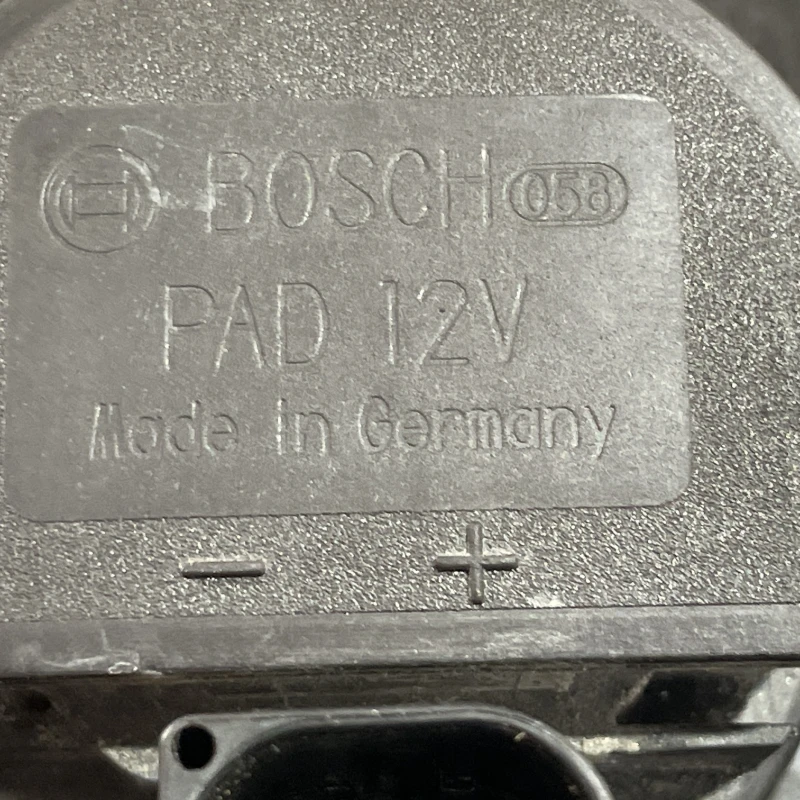 BOSCH 058
PAD 12V
Made in Germany
- +